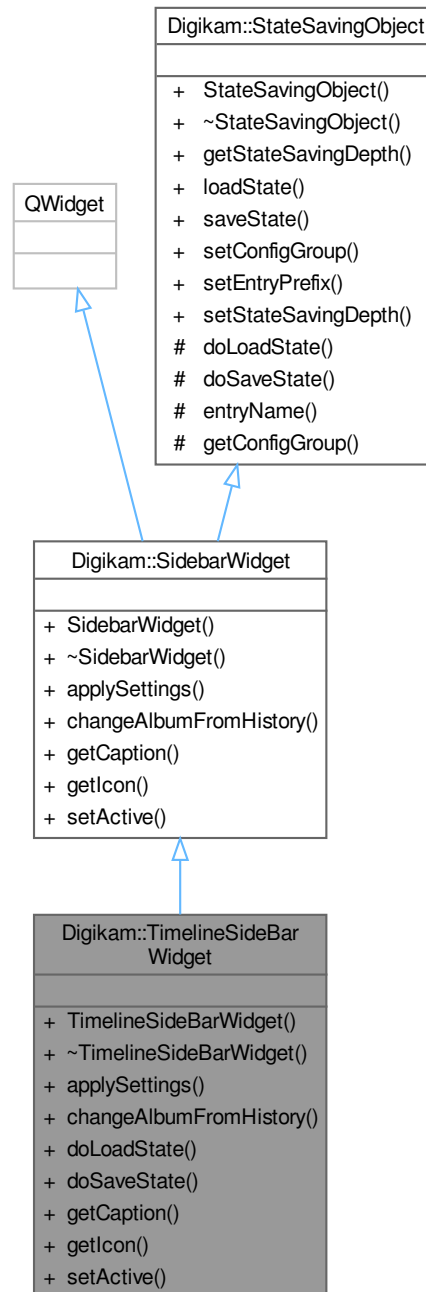 Digikam::StateSavingObject
+ StateSavingObject()
+ ~StateSavingObject()
+ getStateSavingDepth()
+ loadState()
+ saveState()
+ setConfigGroup()
+ setEntryPrefix()
+ setStateSavingDepth()
# doLoadState()
# doSaveState()
# entryName()
# getConfigGroup()
QWidget
Digikam::SidebarWidget
+ SidebarWidget()
+ ~SidebarWidget()
+ applySettings()
+ changeAlbumFromHistory()
+ getCaption()
+ getIcon()
+ setActive()
Digikam::TimelineSideBar
Widget
+ TimelineSideBarWidget()
+ ~TimelineSideBarWidget()
+ applySettings()
+ changeAlbumFromHistory()
+ doLoadState()
+ doSaveState()
+ getCaption()
+ getIcon()
+ setActive()